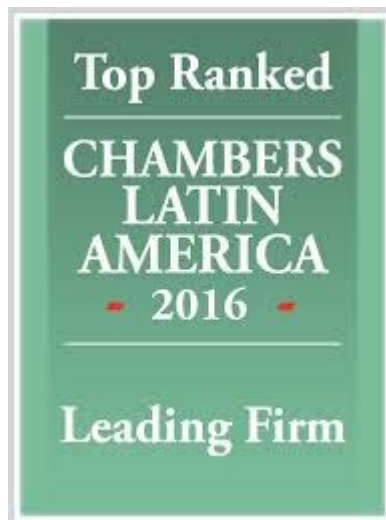 Top Ranked
CHAMBERS
LATIN
AMERICA
- 2016 -
Leading Firm